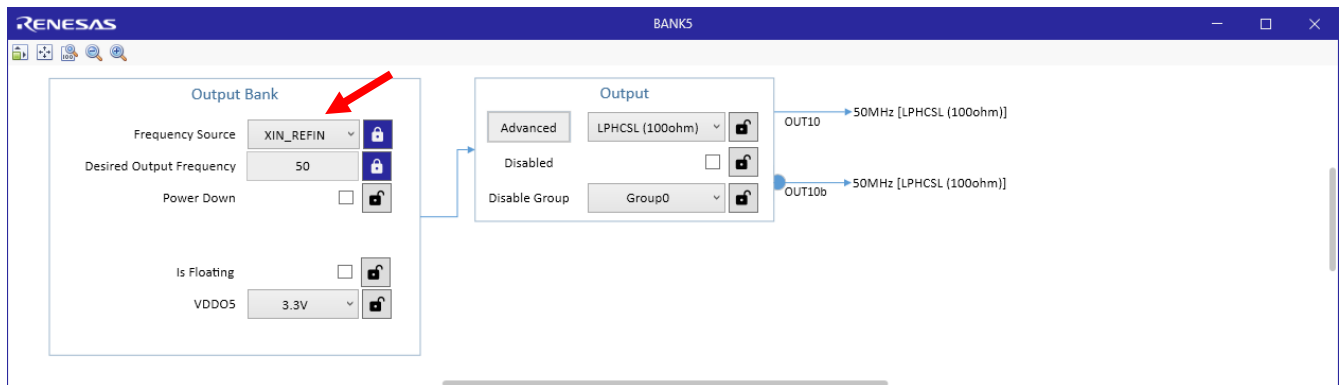 RENESAS
BANK5
100
Output Bank
Frequency Source XIN_REFIN
Desired Output Frequency 50
Power Down
Is Floating
VDDO5 3.3V
Output
Advanced LPHCSL (100ohm)
Disabled
Disable Group Group0
OUT10 50MHz [LPHCSL (100ohm)]
OUT10b 50MHz [LPHCSL (100ohm)]